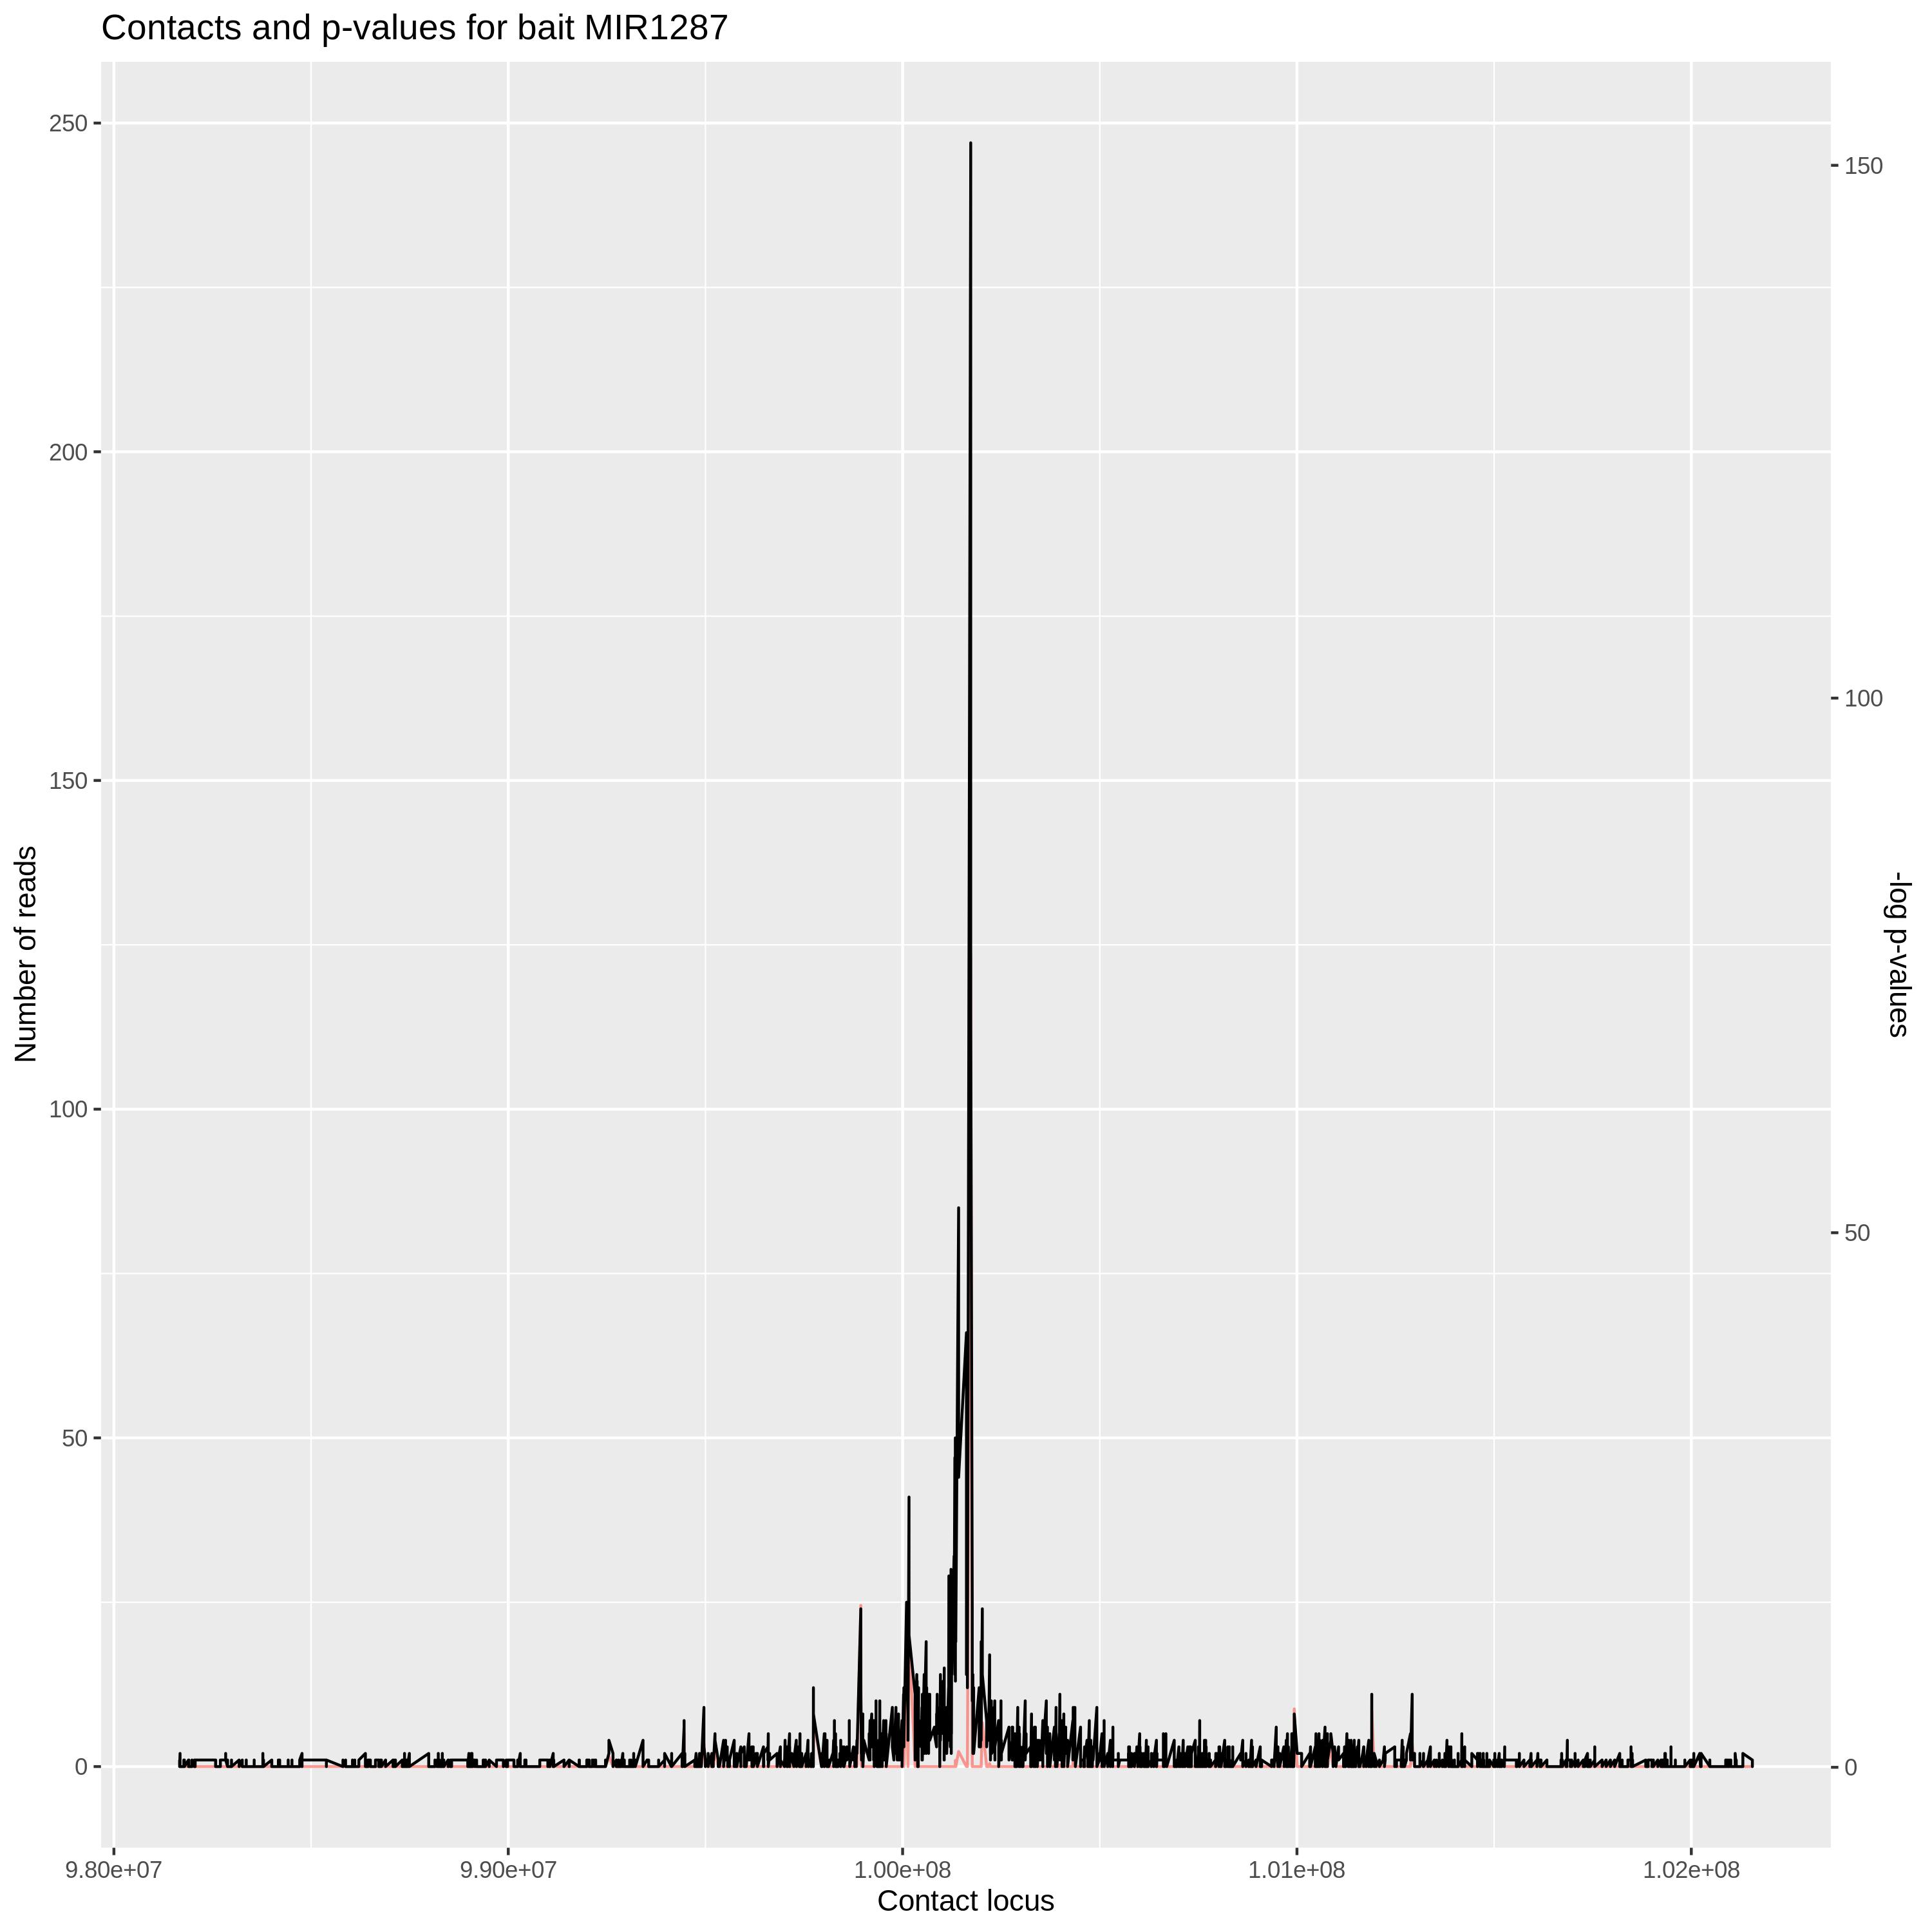 Contacts and p-values for bait MIR1287
250
200
150
100
50
0
Number of reads
150
100
50
0
-log p-values
9.80e+07 9.90e+07 1.00e+08 1.01e+08 1.02e+08
Contact locus